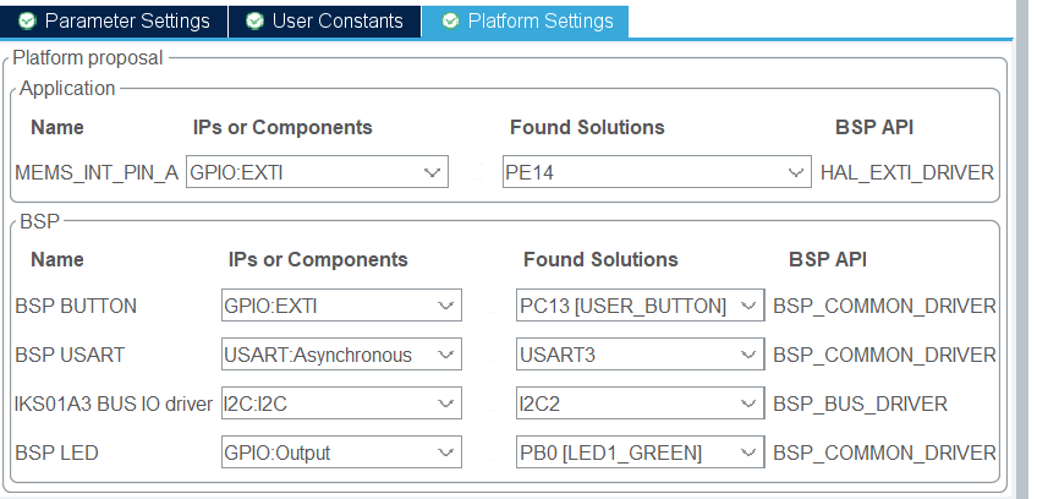 Parameter Settings User Constants Platform Settings
Platform proposal
Application
Name IPs or Components Found Solutions BSP API
MEMS_INT_PIN_A GPIO:EXTI PE14 HAL_EXTI_DRIVER
BSP
Name IPs or Components Found Solutions BSP API
BSP BUTTON GPIO:EXTI PC13 [USER_BUTTON] BSP_COMMON_DRIVER
BSP USART USART:Asynchronous USART3 BSP_COMMON_DRIVER
IKS01A3 BUS IO driver I2C:I2C I2C2 BSP_BUS_DRIVER
BSP LED GPIO:Output PB0 [LED1_GREEN] BSP_COMMON_DRIVER